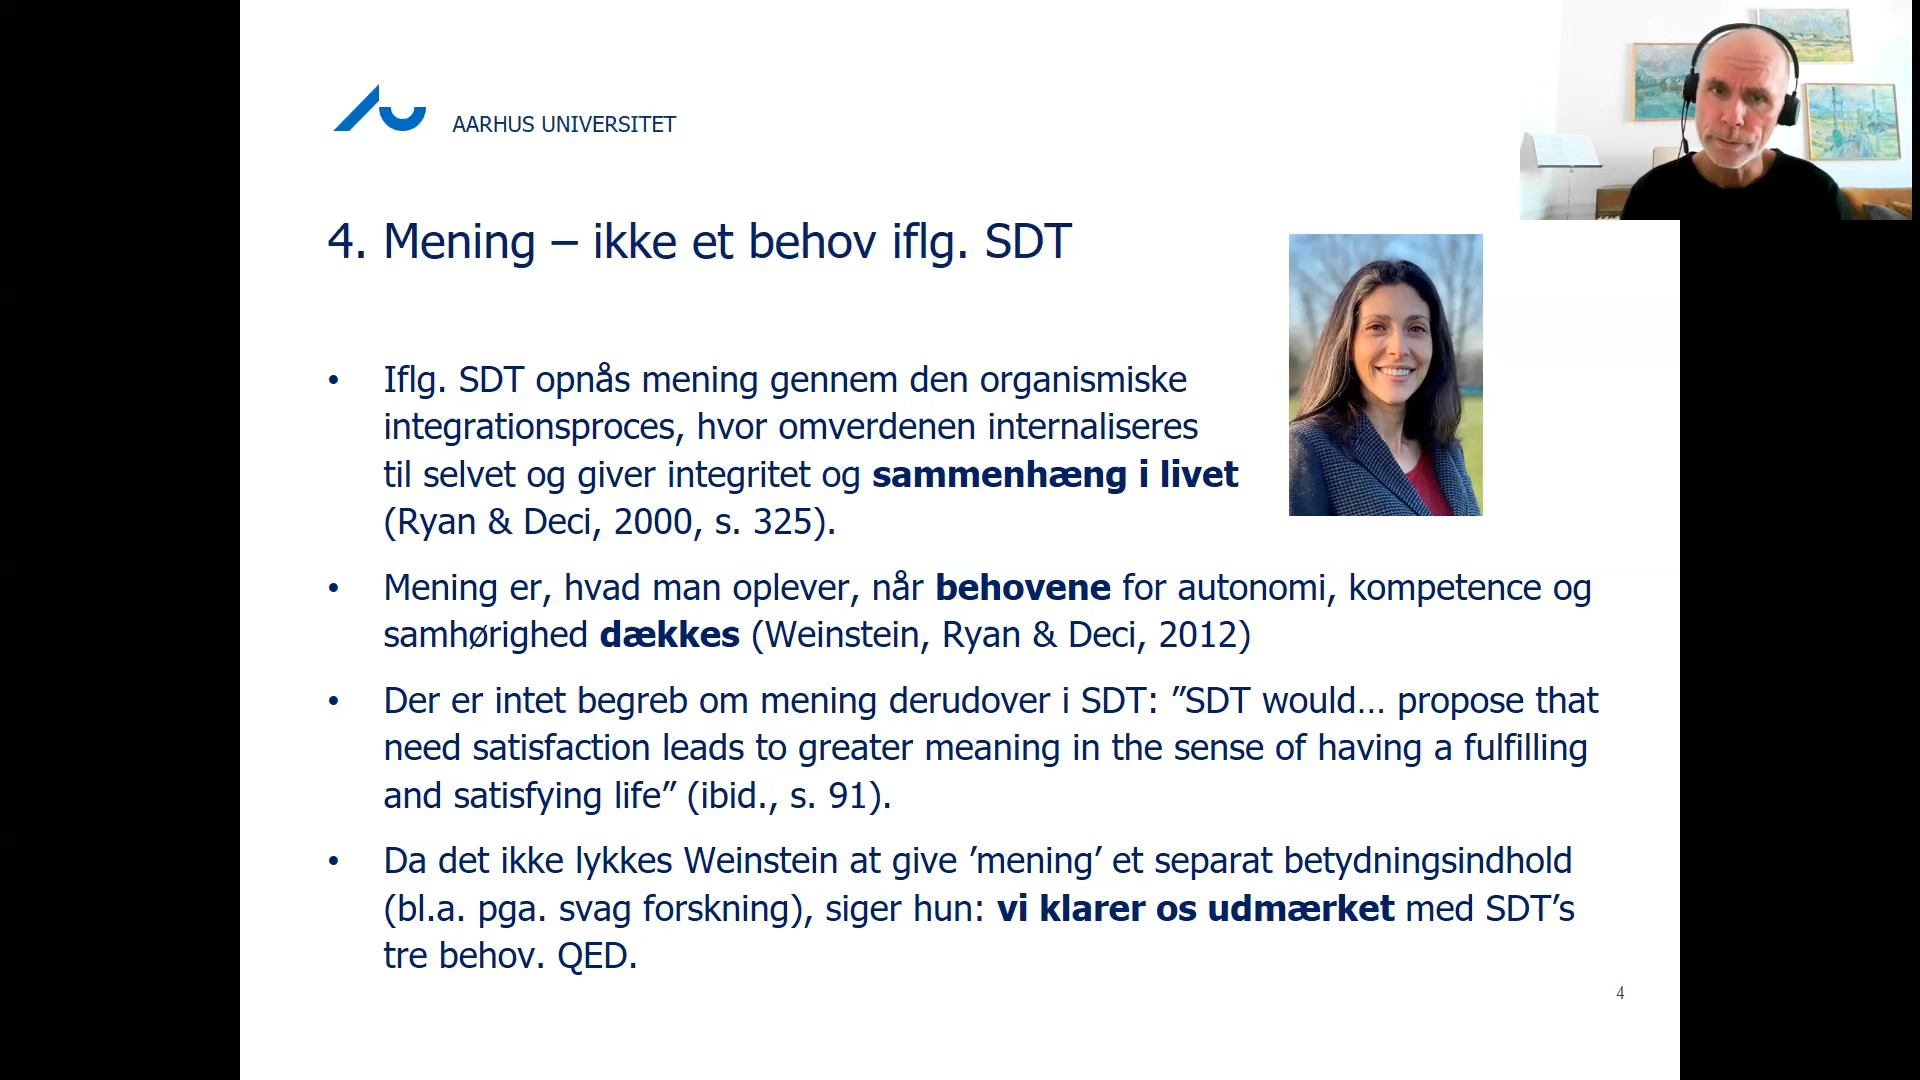 AARHUS UNIVERSITET
4. Mening – ikke et behov iflg. SDT
• Iflg. SDT opnås mening gennem den organismiske
integrationsproces, hvor omverdenen internaliseres
til selvet og giver integritet og sammenhæng i livet
(Ryan & Deci, 2000, s. 325).
• Mening er, hvad man oplever, når behovene for autonomi, kompetence og
samhørighed dækkes (Weinstein, Ryan & Deci, 2012)
• Der er intet begreb om mening derudover i SDT: ”SDT would… propose that
need satisfaction leads to greater meaning in the sense of having a fulfilling
and satisfying life” (ibid., s. 91).
• Da det ikke lykkes Weinstein at give ’mening’ et separat betydningsindhold
(bl.a. pga. svag forskning), siger hun: vi klarer os udmærket med SDT’s
tre behov. QED.
4